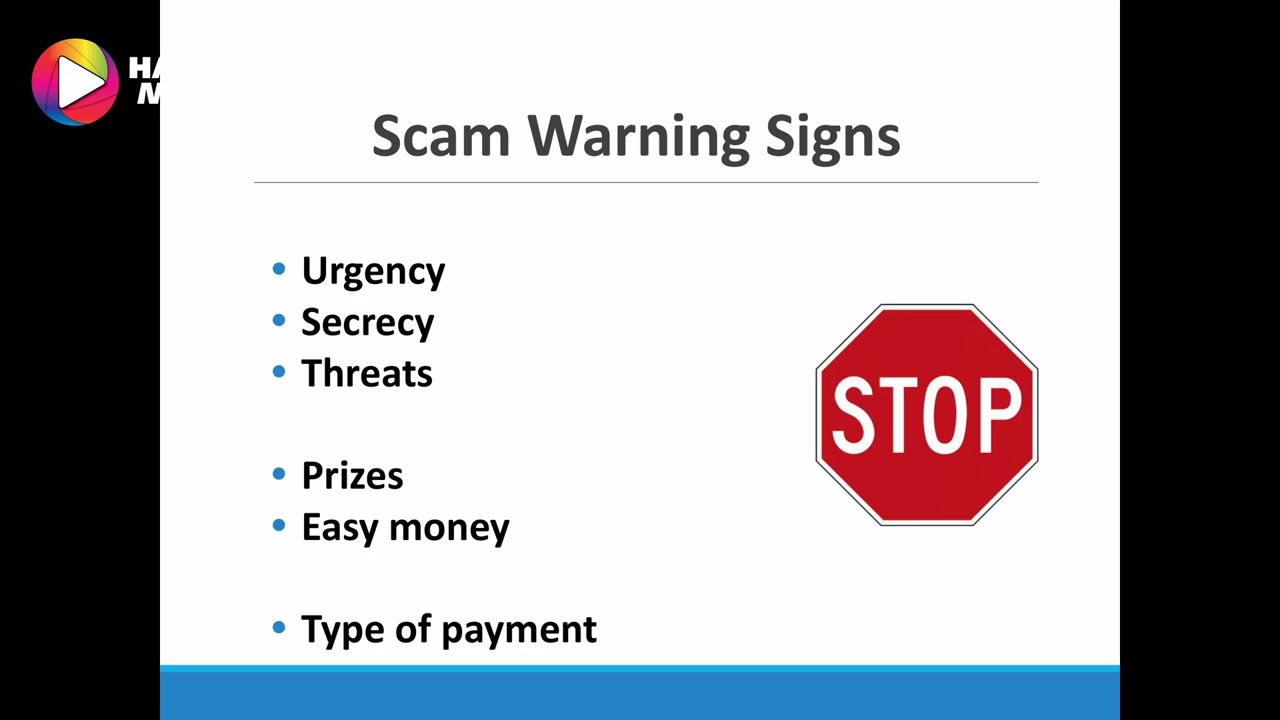 Scam Warning Signs
• Urgency
• Secrecy
• Threats
• Prizes
• Easy money
• Type of payment
STOP